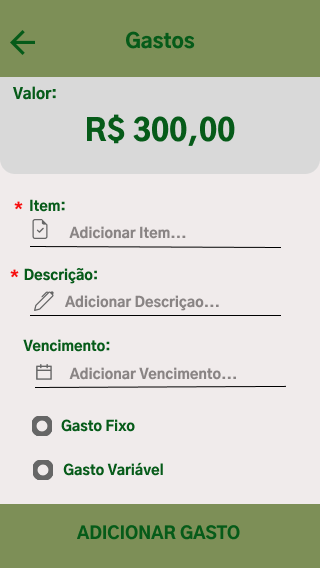 Gastos
Valor:
R$ 300,00
* Item:
Adicionar Item...
* Descrição:
Adicionar Descriçao...
Vencimento:
Adicionar Vencimento...
Gasto Fixo
Gasto Variável
ADICIONAR GASTO